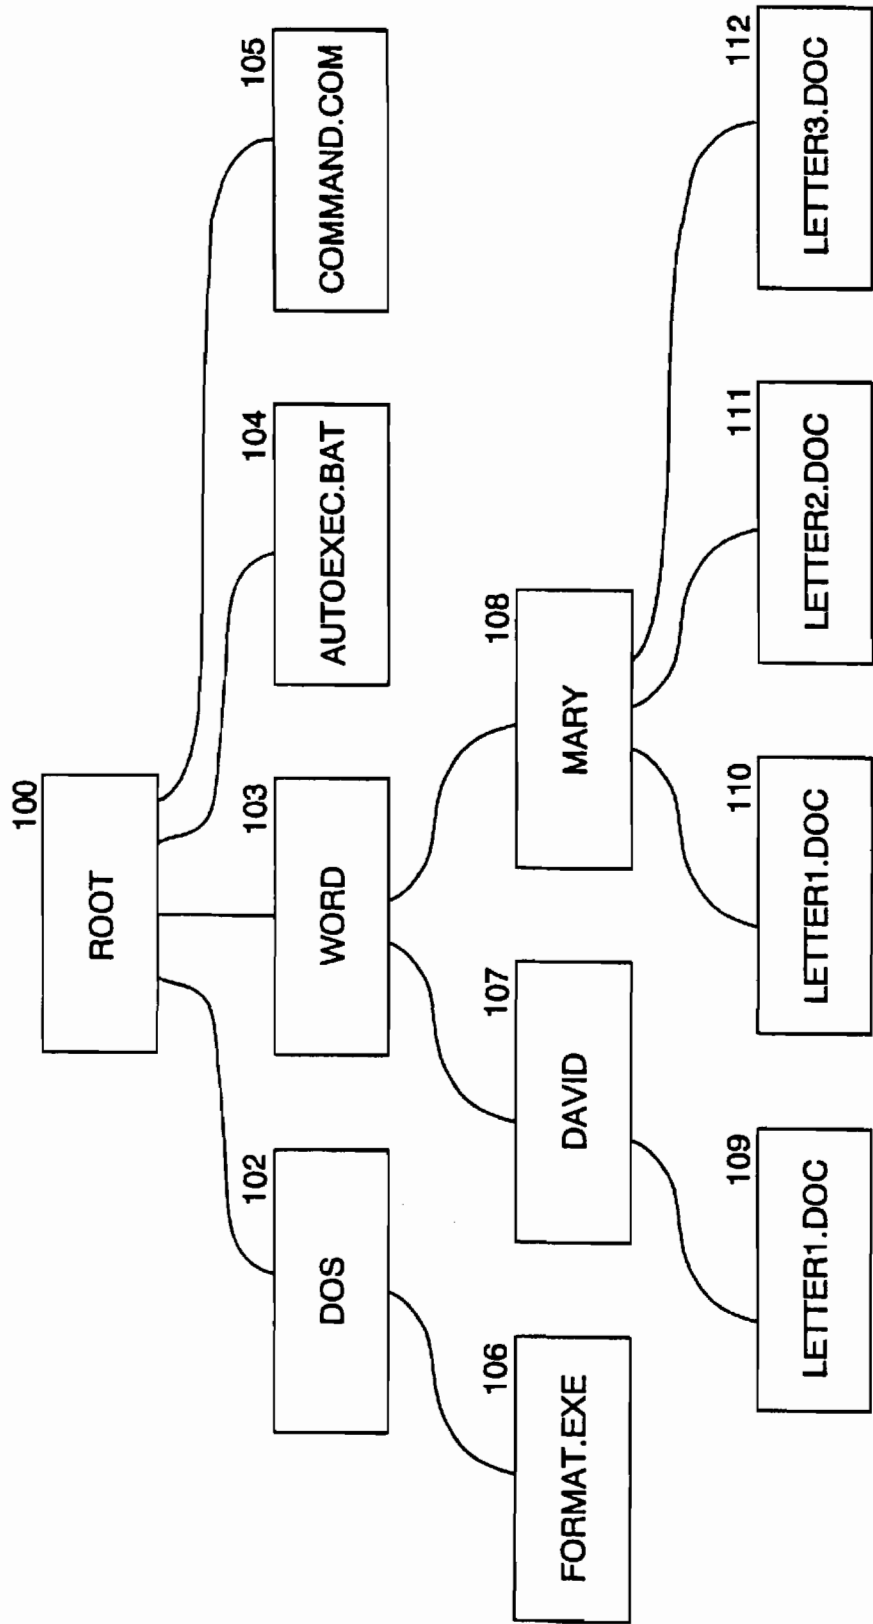 100
ROOT
102
DOS
103
WORD
104
AUTOEXEC.BAT
105
COMMAND.COM
106
FORMAT.EXE
107
DAVID
108
MARY
109
LETTER1.DOC
110
LETTER1.DOC
111
LETTER2.DOC
112
LETTER3.DOC